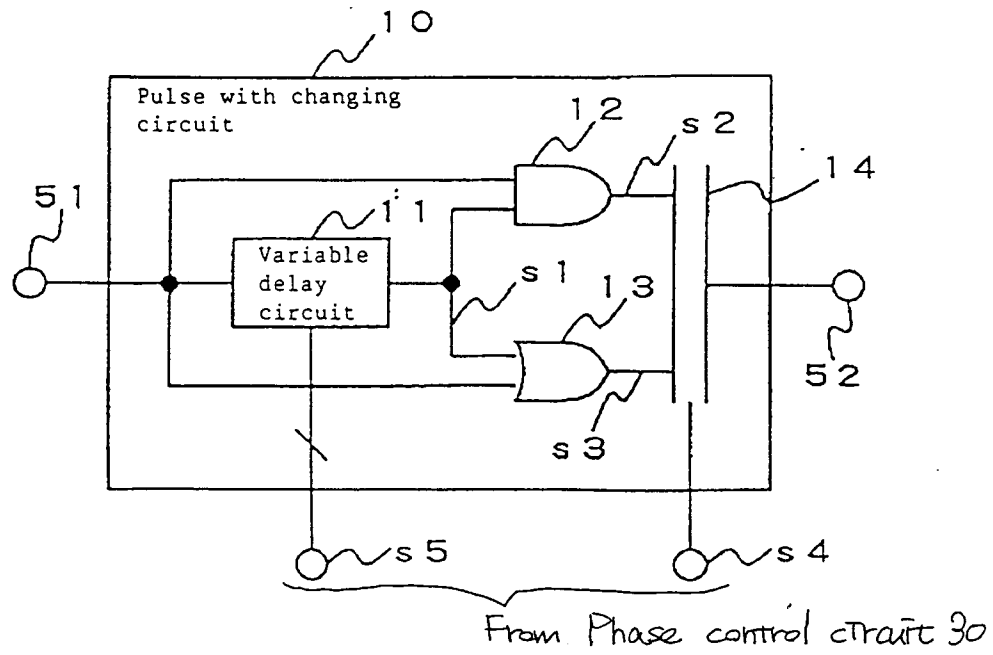 10
Pulse with changing
circuit
12
s2
14
51
11
Variable
delay
circuit
s1
13
52
s3
s5
s4
From Phase control circuit 30